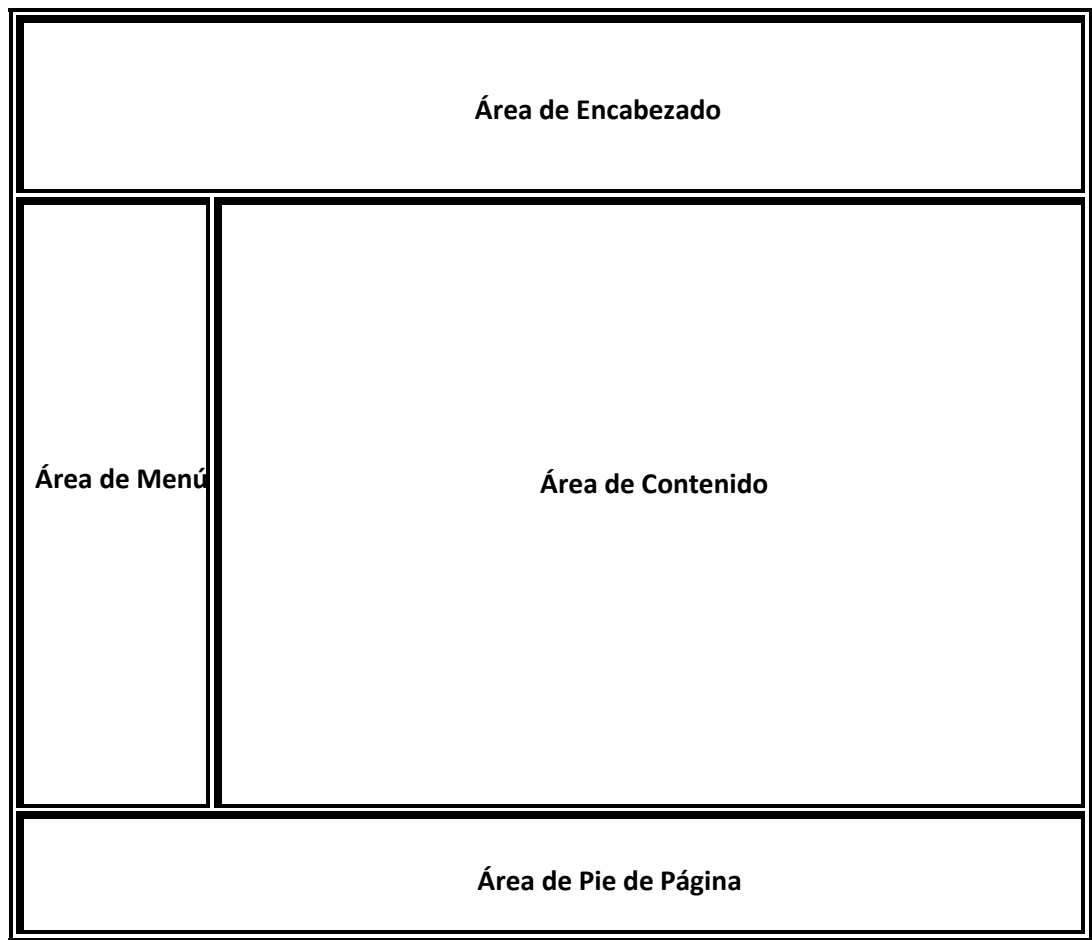 Área de Encabezado
Área de Menú
Área de Contenido
Área de Pie de Página